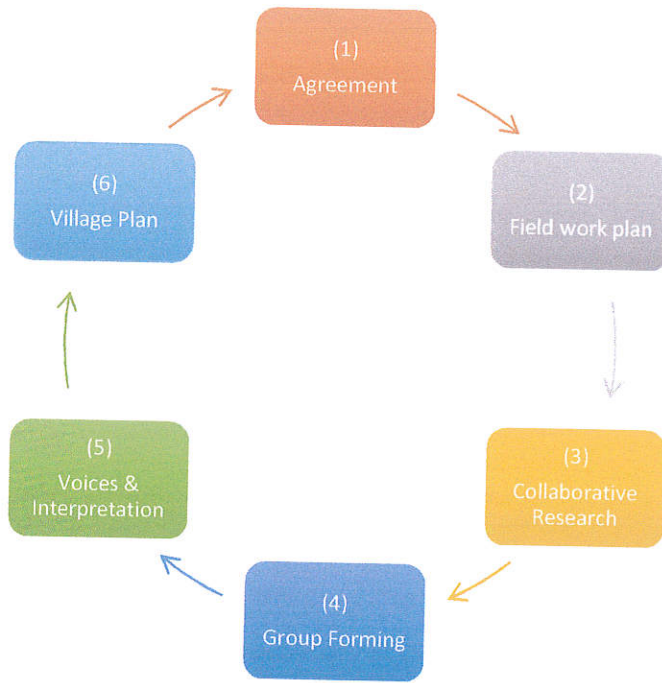 (1)
Agreement
(2)
Field work plan
(3)
Collaborative
Research
(4)
Group Forming
(5)
Voices &
Interpretation
(6)
Village Plan